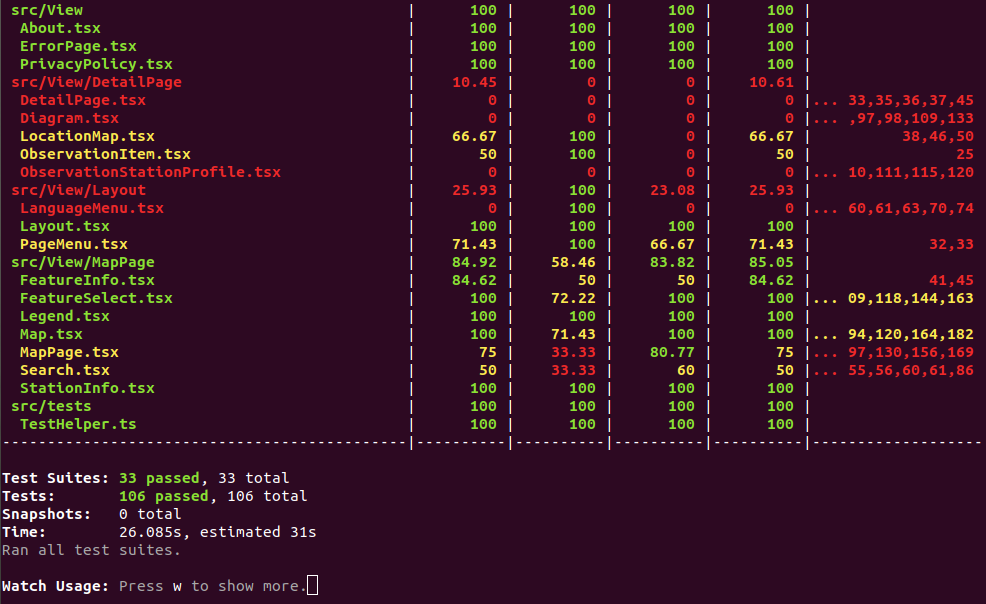 src/View | 100 | 100 | 100 | 100 |
About.tsx | 100 | 100 | 100 | 100 |
ErrorPage.tsx | 100 | 100 | 100 | 100 |
PrivacyPolicy.tsx | 100 | 100 | 100 | 100 |
src/View/DetailPage | 10.45 | 0 | 0 | 10.61 |
DetailPage.tsx | 0 | 0 | 0 | 0 |... 33,35,36,37,45
Diagram.tsx | 0 | 0 | 0 | 0 |... ,97,98,109,133
LocationMap.tsx | 66.67 | 100 | 0 | 66.67 | 38,46,50
ObservationItem.tsx | 50 | 100 | 0 | 50 | 25
ObservationStationProfile.tsx | 0 | 0 | 0 | 0 |... 10,111,115,120
src/View/Layout | 25.93 | 100 | 23.08 | 25.93 |
LanguageMenu.tsx | 0 | 100 | 0 | 0 |... 60,61,63,70,74
Layout.tsx | 100 | 100 | 100 | 100 |
PageMenu.tsx | 71.43 | 100 | 66.67 | 71.43 | 32,33
src/View/MapPage | 84.92 | 58.46 | 83.82 | 85.05 |
FeatureInfo.tsx | 84.62 | 50 | 50 | 84.62 | 41,45
FeatureSelect.tsx | 100 | 72.22 | 100 | 100 |... 09,118,144,163
Legend.tsx | 100 | 100 | 100 | 100 |
Map.tsx | 100 | 71.43 | 100 | 100 |... 94,120,164,182
MapPage.tsx | 75 | 33.33 | 80.77 | 75 |... 97,130,156,169
Search.tsx | 50 | 33.33 | 60 | 50 |... 55,56,60,61,86
StationInfo.tsx | 100 | 100 | 100 | 100 |
src/tests | 100 | 100 | 100 | 100 |
TestHelper.ts | 100 | 100 | 100 | 100 |
---------------------------------------------|----------|----------|----------|----------|-------------------
Test Suites: 33 passed, 33 total
Tests: 106 passed, 106 total
Snapshots: 0 total
Time: 26.085s, estimated 31s
Ran all test suites.
Watch Usage: Press w to show more.